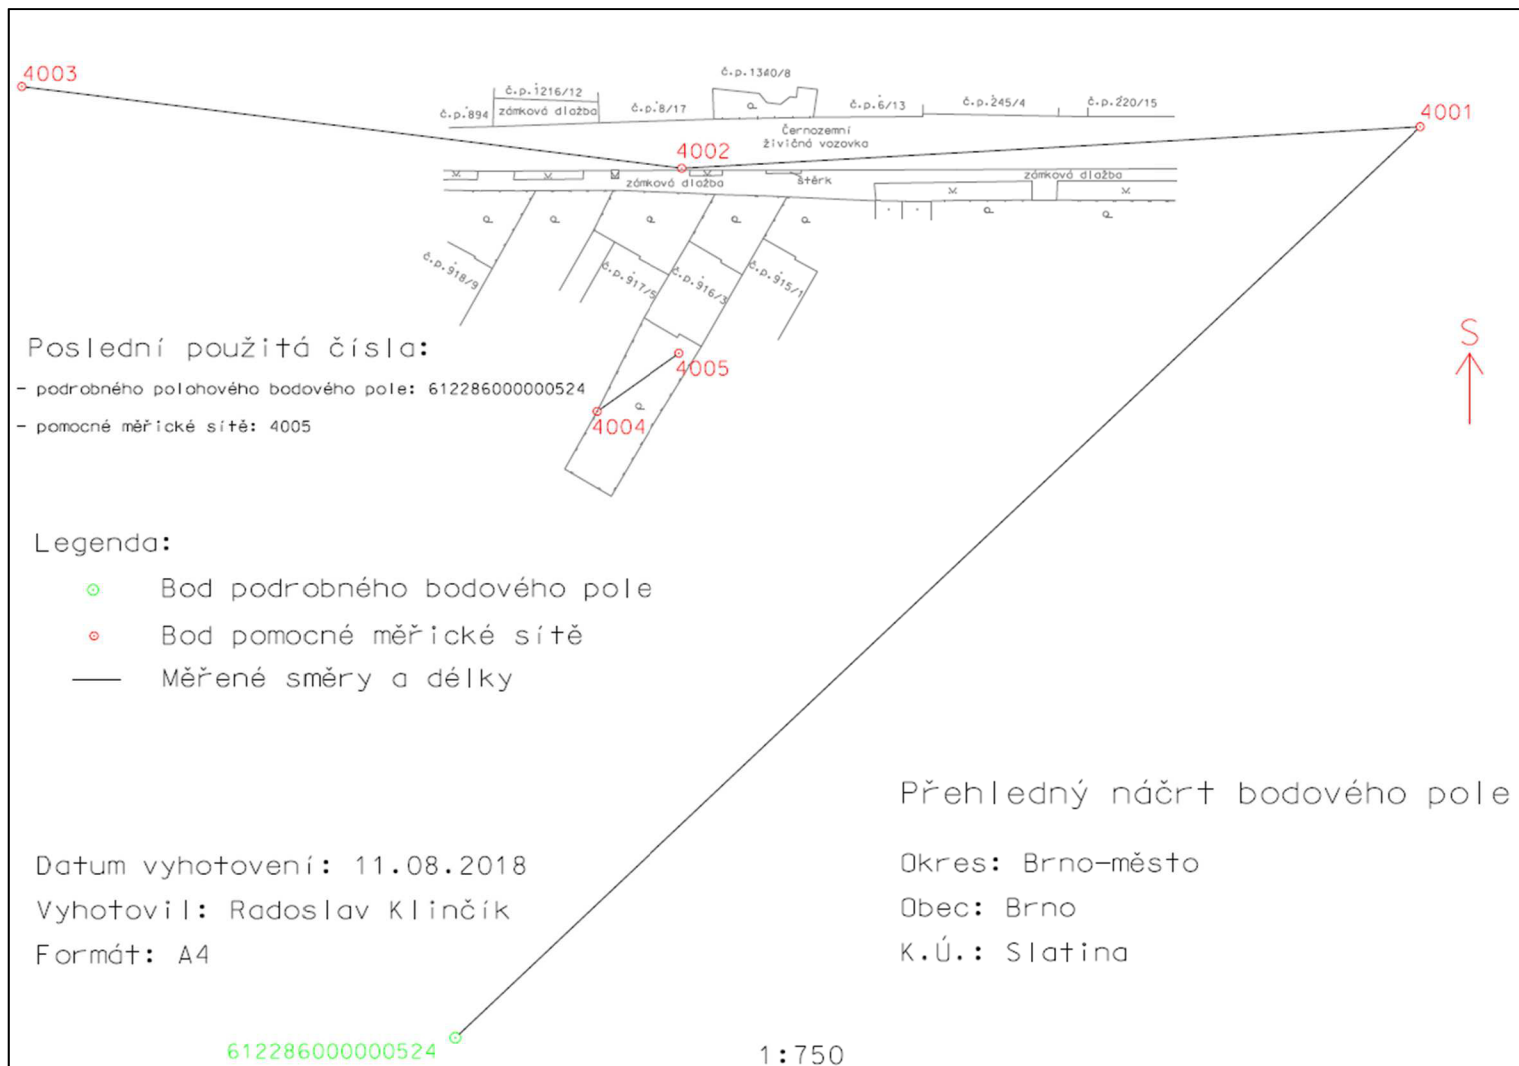 4003
č.p.1340/8
č.p.1216/12
č.p.894
zámková dlažba
č.p.8/17
č.p.6/13
č.p.245/4
č.p.220/15
4001
Černozemní
živičná vozovka
4002
zámková dlažba
štěrk
zámková dlažba
č.p.918/9
č.p.917/5
č.p.916/3
č.p.915/1
S
Poslední použitá čísla:
4005
- podrobného polohového bodového pole: 612286000000524
4004
- pomocné měřické sítě: 4005
Legenda:
Bod podrobného bodového pole
Bod pomocné měřické sítě
Měřené směry a délky
Přehledný náčrt bodového pole
Datum vyhotovení: 11.08.2018
Okres: Brno-město
Vyhotovil: Radoslav Klinčík
Obec: Brno
Formát: A4
K.Ú.: Slatina
612286000000524
1:750